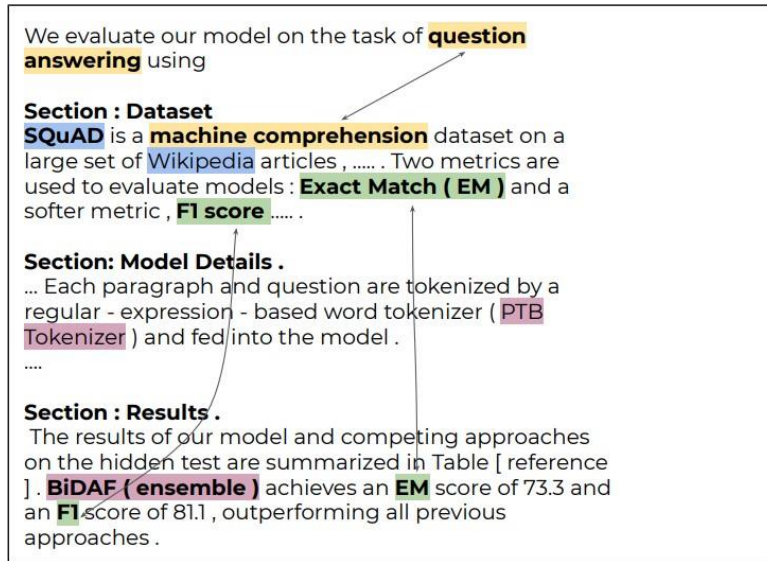 We evaluate our model on the task of question
answering using
Section : Dataset
SQuAD is a machine comprehension dataset on a
large set of Wikipedia articles , ..... . Two metrics are
used to evaluate models : Exact Match ( EM ) and a
softer metric , F1 score ..... .
Section: Model Details .
... Each paragraph and question are tokenized by a
regular - expression - based word tokenizer ( PTB
Tokenizer ) and fed into the model .
....
Section : Results .
The results of our model and competing approaches
on the hidden test are summarized in Table [ reference
] . BiDAF ( ensemble ) achieves an EM score of 73.3 and
an F1 score of 81.1 , outperforming all previous
approaches .